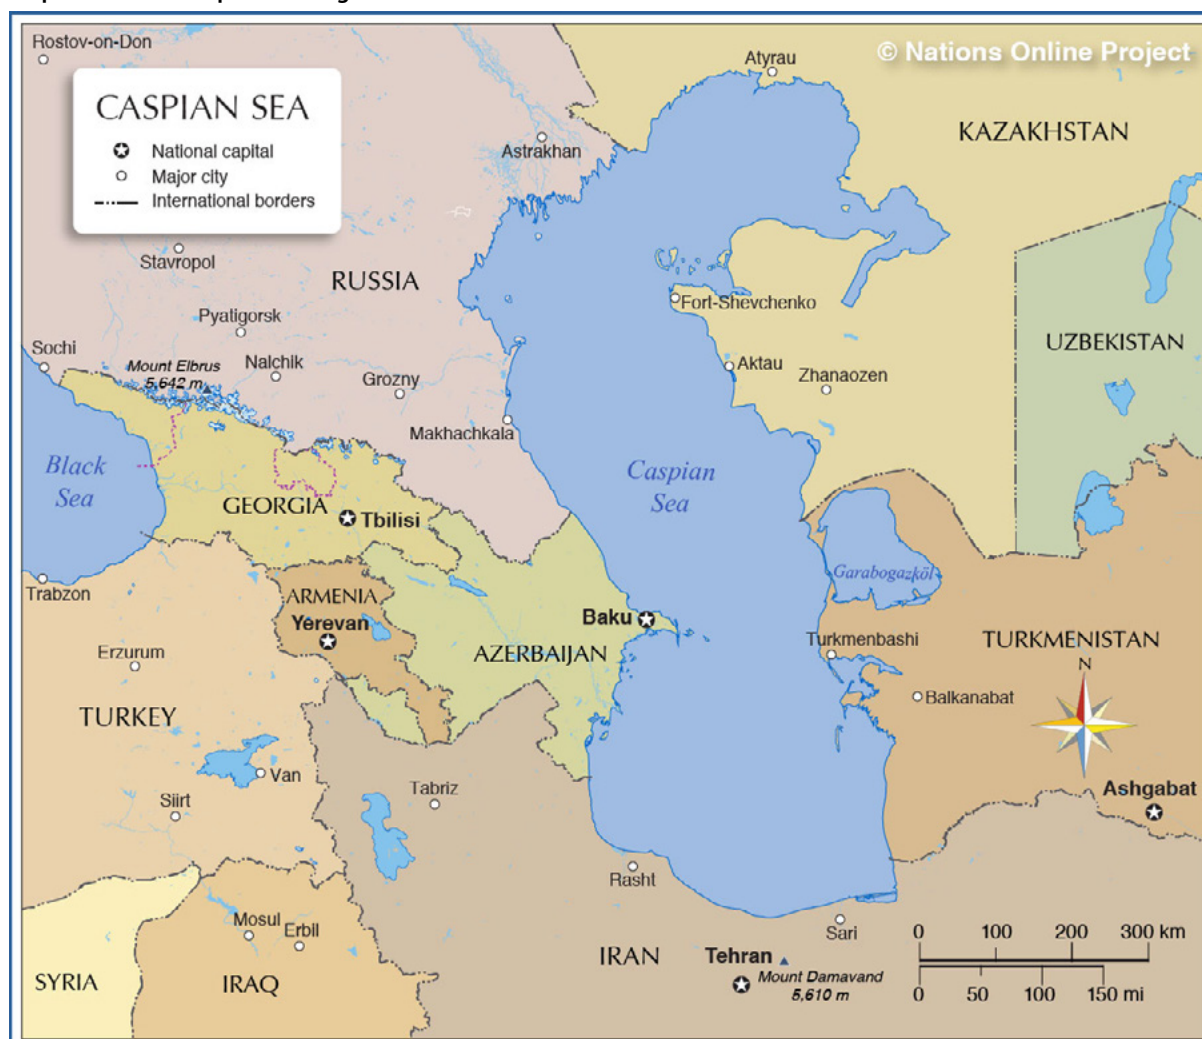 © Nations Online Project
Rostov-on-Don
CASPIAN SEA
National capital
Major city
International borders
Atyrau
KAZAKHSTAN
Astrakhan
Stavropol
RUSSIA
Fort-Shevchenko
Pyatigorsk
UZBEKISTAN
Sochi
Mount Elbrus
5,642 m
Nalchik
Grozny
Aktau
Zhanaozen
Makhachkala
Black
Sea
Caspian
Sea
GEORGIA
Tbilisi
Garabogazköl
Trabzon
ARMENIA
Yerevan
Baku
Turkmenbashi
TURKMENISTAN
Erzurum
AZERBAIJAN
N
Balkanabat
TURKEY
Van
Tabriz
Ashgabat
Siirt
Rasht
Mosul
Erbil
Sari
0 100 200 300 km
0 50 100 150 mi
SYRIA
IRAQ
IRAN
Tehran
Mount Damavand
5,610 m